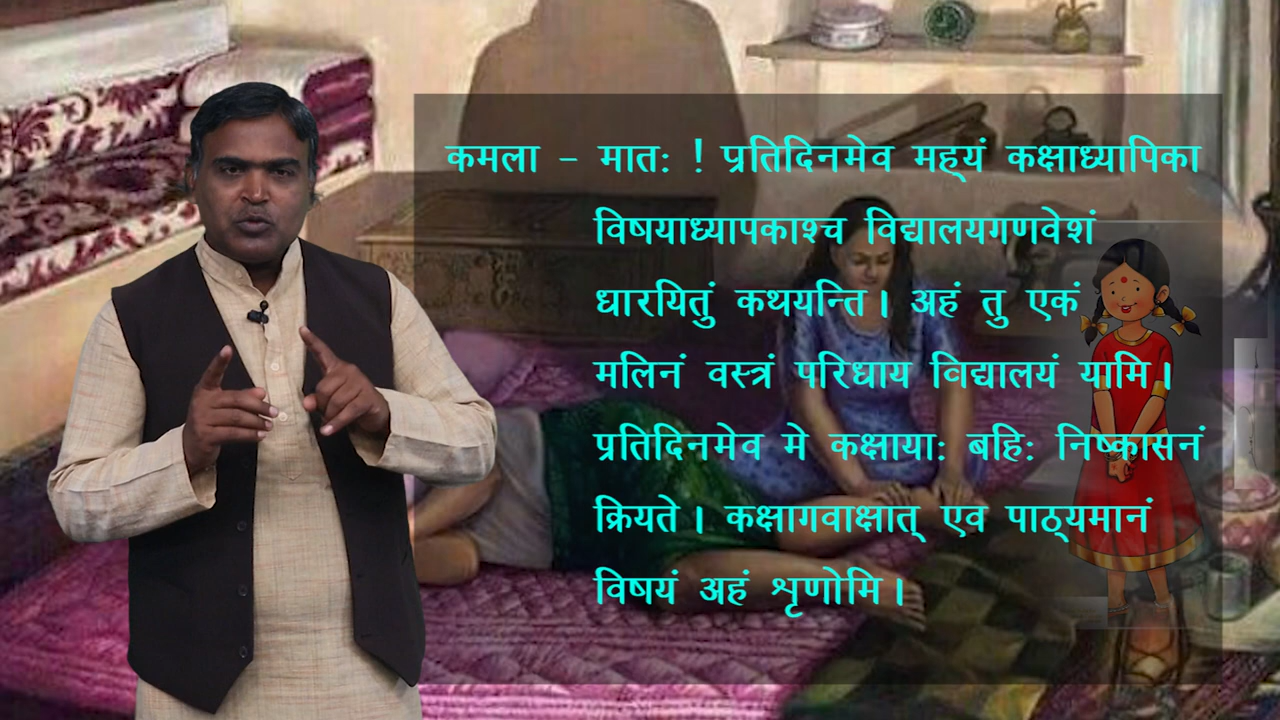 कमला - मातः ! प्रतिदिनमेव मह्यं कक्षाध्यापिका
विषयाध्यापकाश्च विद्यालयगणवेशं
धारयितुं कथयन्ति। अहं तु एकं
मलिनं वस्त्रं परिधाय विद्यालयं यामि।
प्रतिदिनमेव मे कक्षायाः बहिः निष्कासनं
क्रियते। कक्षागवाक्षात् एव पाठ्यमानं
विषयं अहं शृणोमि।